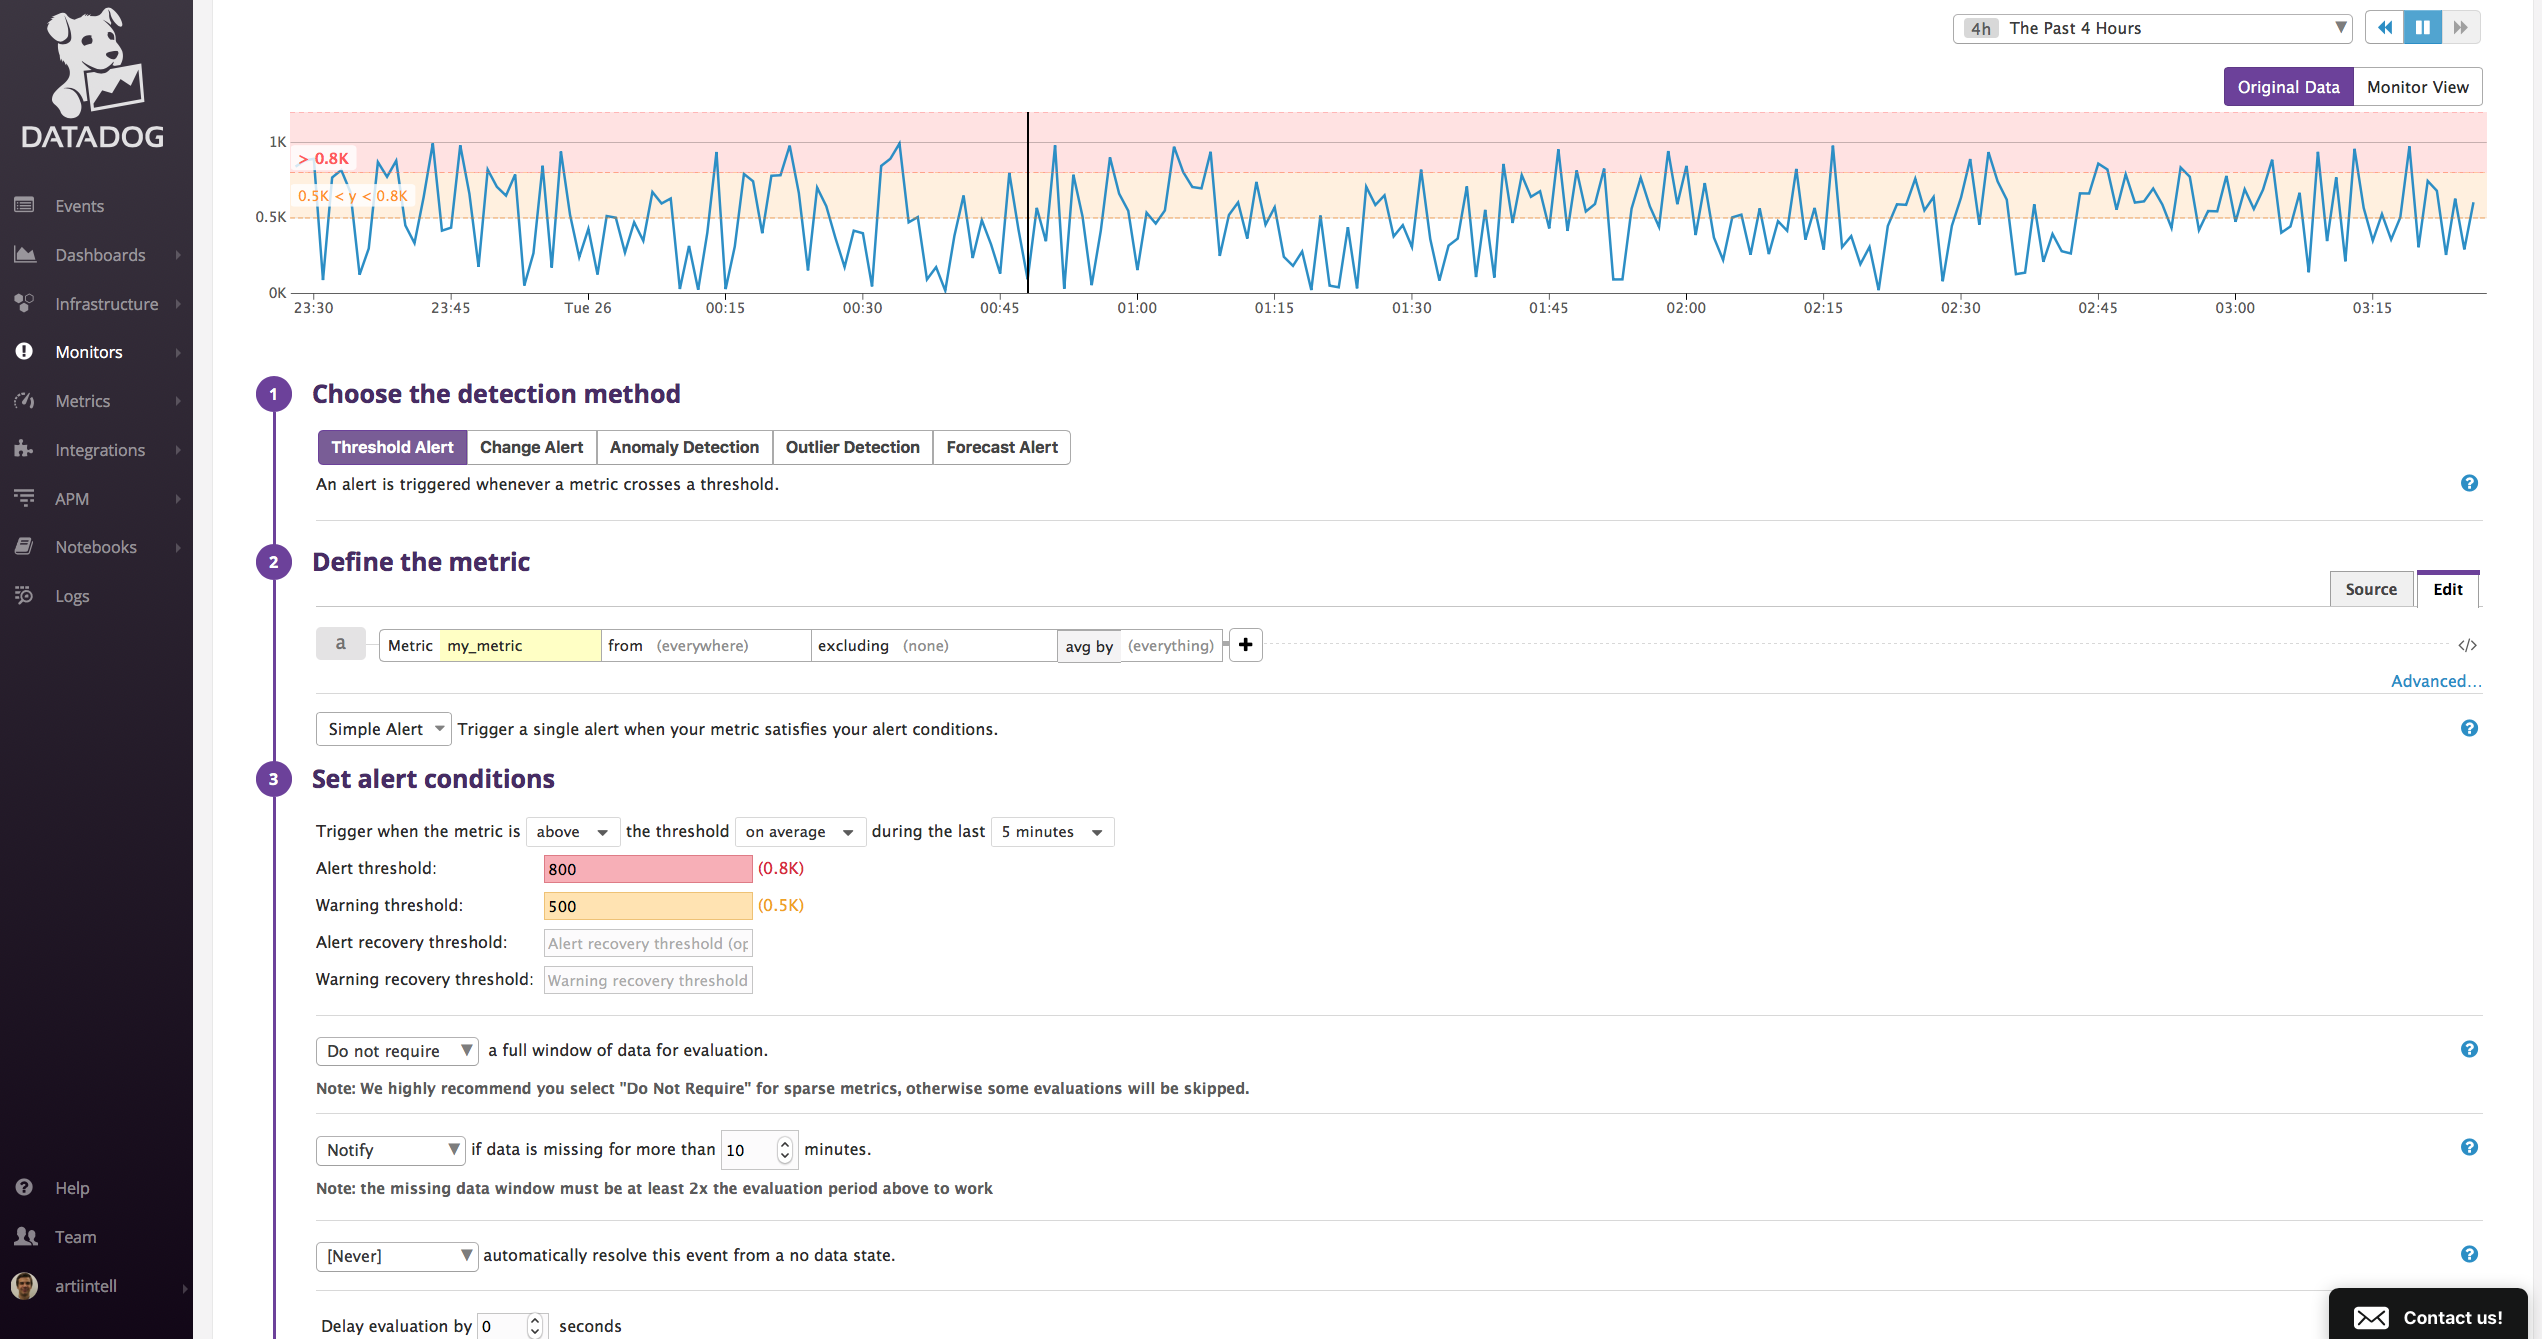 DATADOG
Events
Dashboards
Infrastructure
Monitors
Metrics
Integrations
APM
Notebooks
Logs
Help
Team
artiintell
4h The Past 4 Hours
Original Data Monitor View
1K
> 0.8K
0.5K < y < 0.8K
0.5K
0K
23:30 23:45 Tue 26 00:15 00:30 00:45 01:00 01:15 01:30 01:45 02:00 02:15 02:30 02:45 03:00 03:15
1 Choose the detection method
Threshold Alert Change Alert Anomaly Detection Outlier Detection Forecast Alert
An alert is triggered whenever a metric crosses a threshold. ?
2 Define the metric
Source Edit
a Metric my_metric from (everywhere) excluding (none) avg by (everything) + </>
Advanced...
Simple Alert Trigger a single alert when your metric satisfies your alert conditions. ?
3 Set alert conditions
Trigger when the metric is above the threshold on average during the last 5 minutes
Alert threshold: 800 (0.8K)
Warning threshold: 500 (0.5K)
Alert recovery threshold: Alert recovery threshold (op
Warning recovery threshold: Warning recovery threshold
Do not require a full window of data for evaluation. ?
Note: We highly recommend you select "Do Not Require" for sparse metrics, otherwise some evaluations will be skipped.
Notify if data is missing for more than 10 minutes. ?
Note: the missing data window must be at least 2x the evaluation period above to work
[Never] automatically resolve this event from a no data state. ?
Delay evaluation by 0 seconds
Contact us!